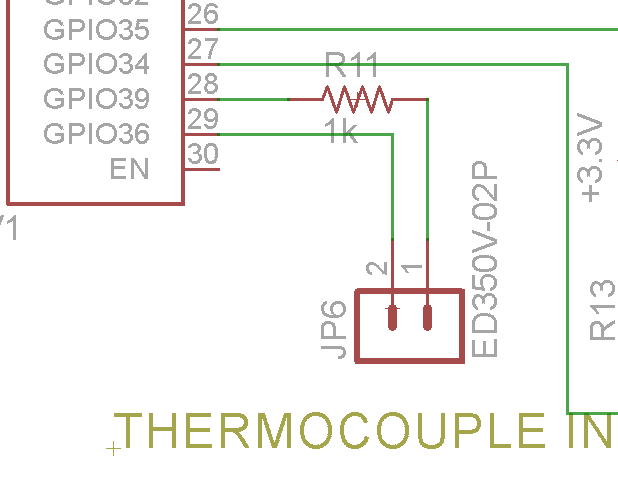 26
GPIO35
27
GPIO34
R11
28
GPIO39
29
GPIO36
1k
30
EN
+3.3V
ED350V-02P
2
1
JP6
R13
THERMOCOUPLE IN